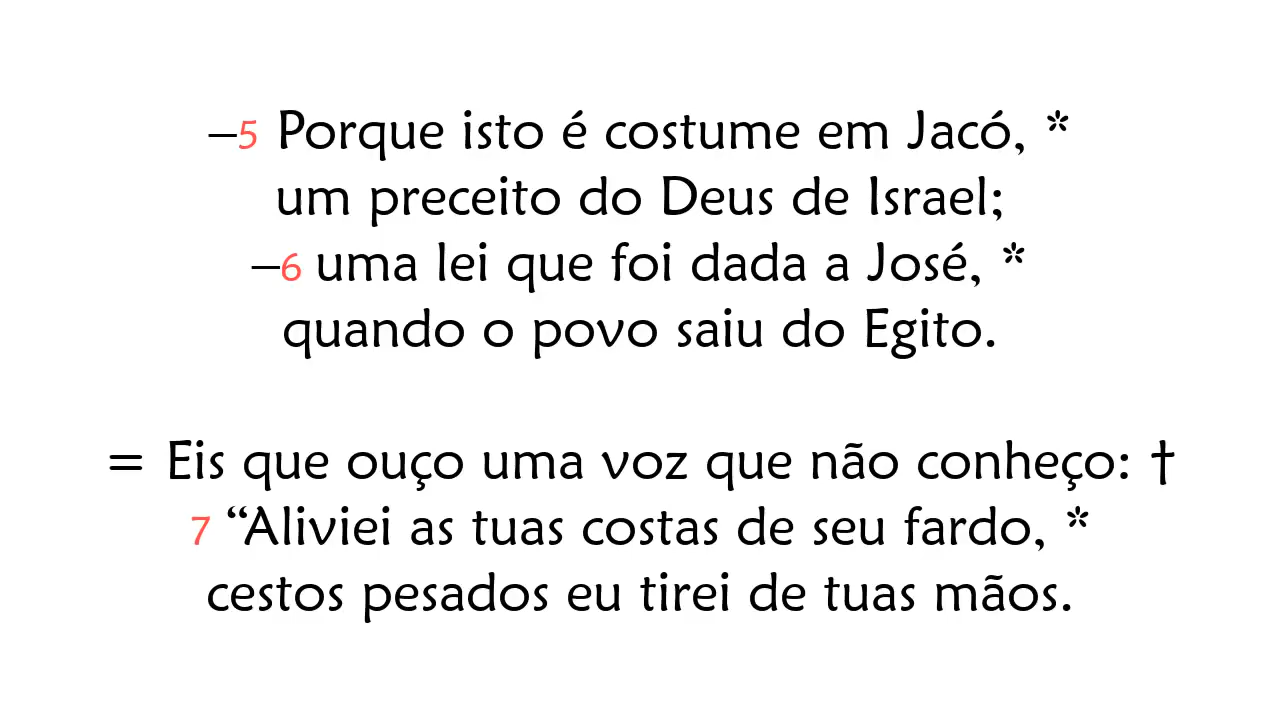 –5 Porque isto é costume em Jacó, *
um preceito do Deus de Israel;
–6 uma lei que foi dada a José, *
quando o povo saiu do Egito.
= Eis que ouço uma voz que não conheço: †
7 “Aliviei as tuas costas de seu fardo, *
cestos pesados eu tirei de tuas mãos.